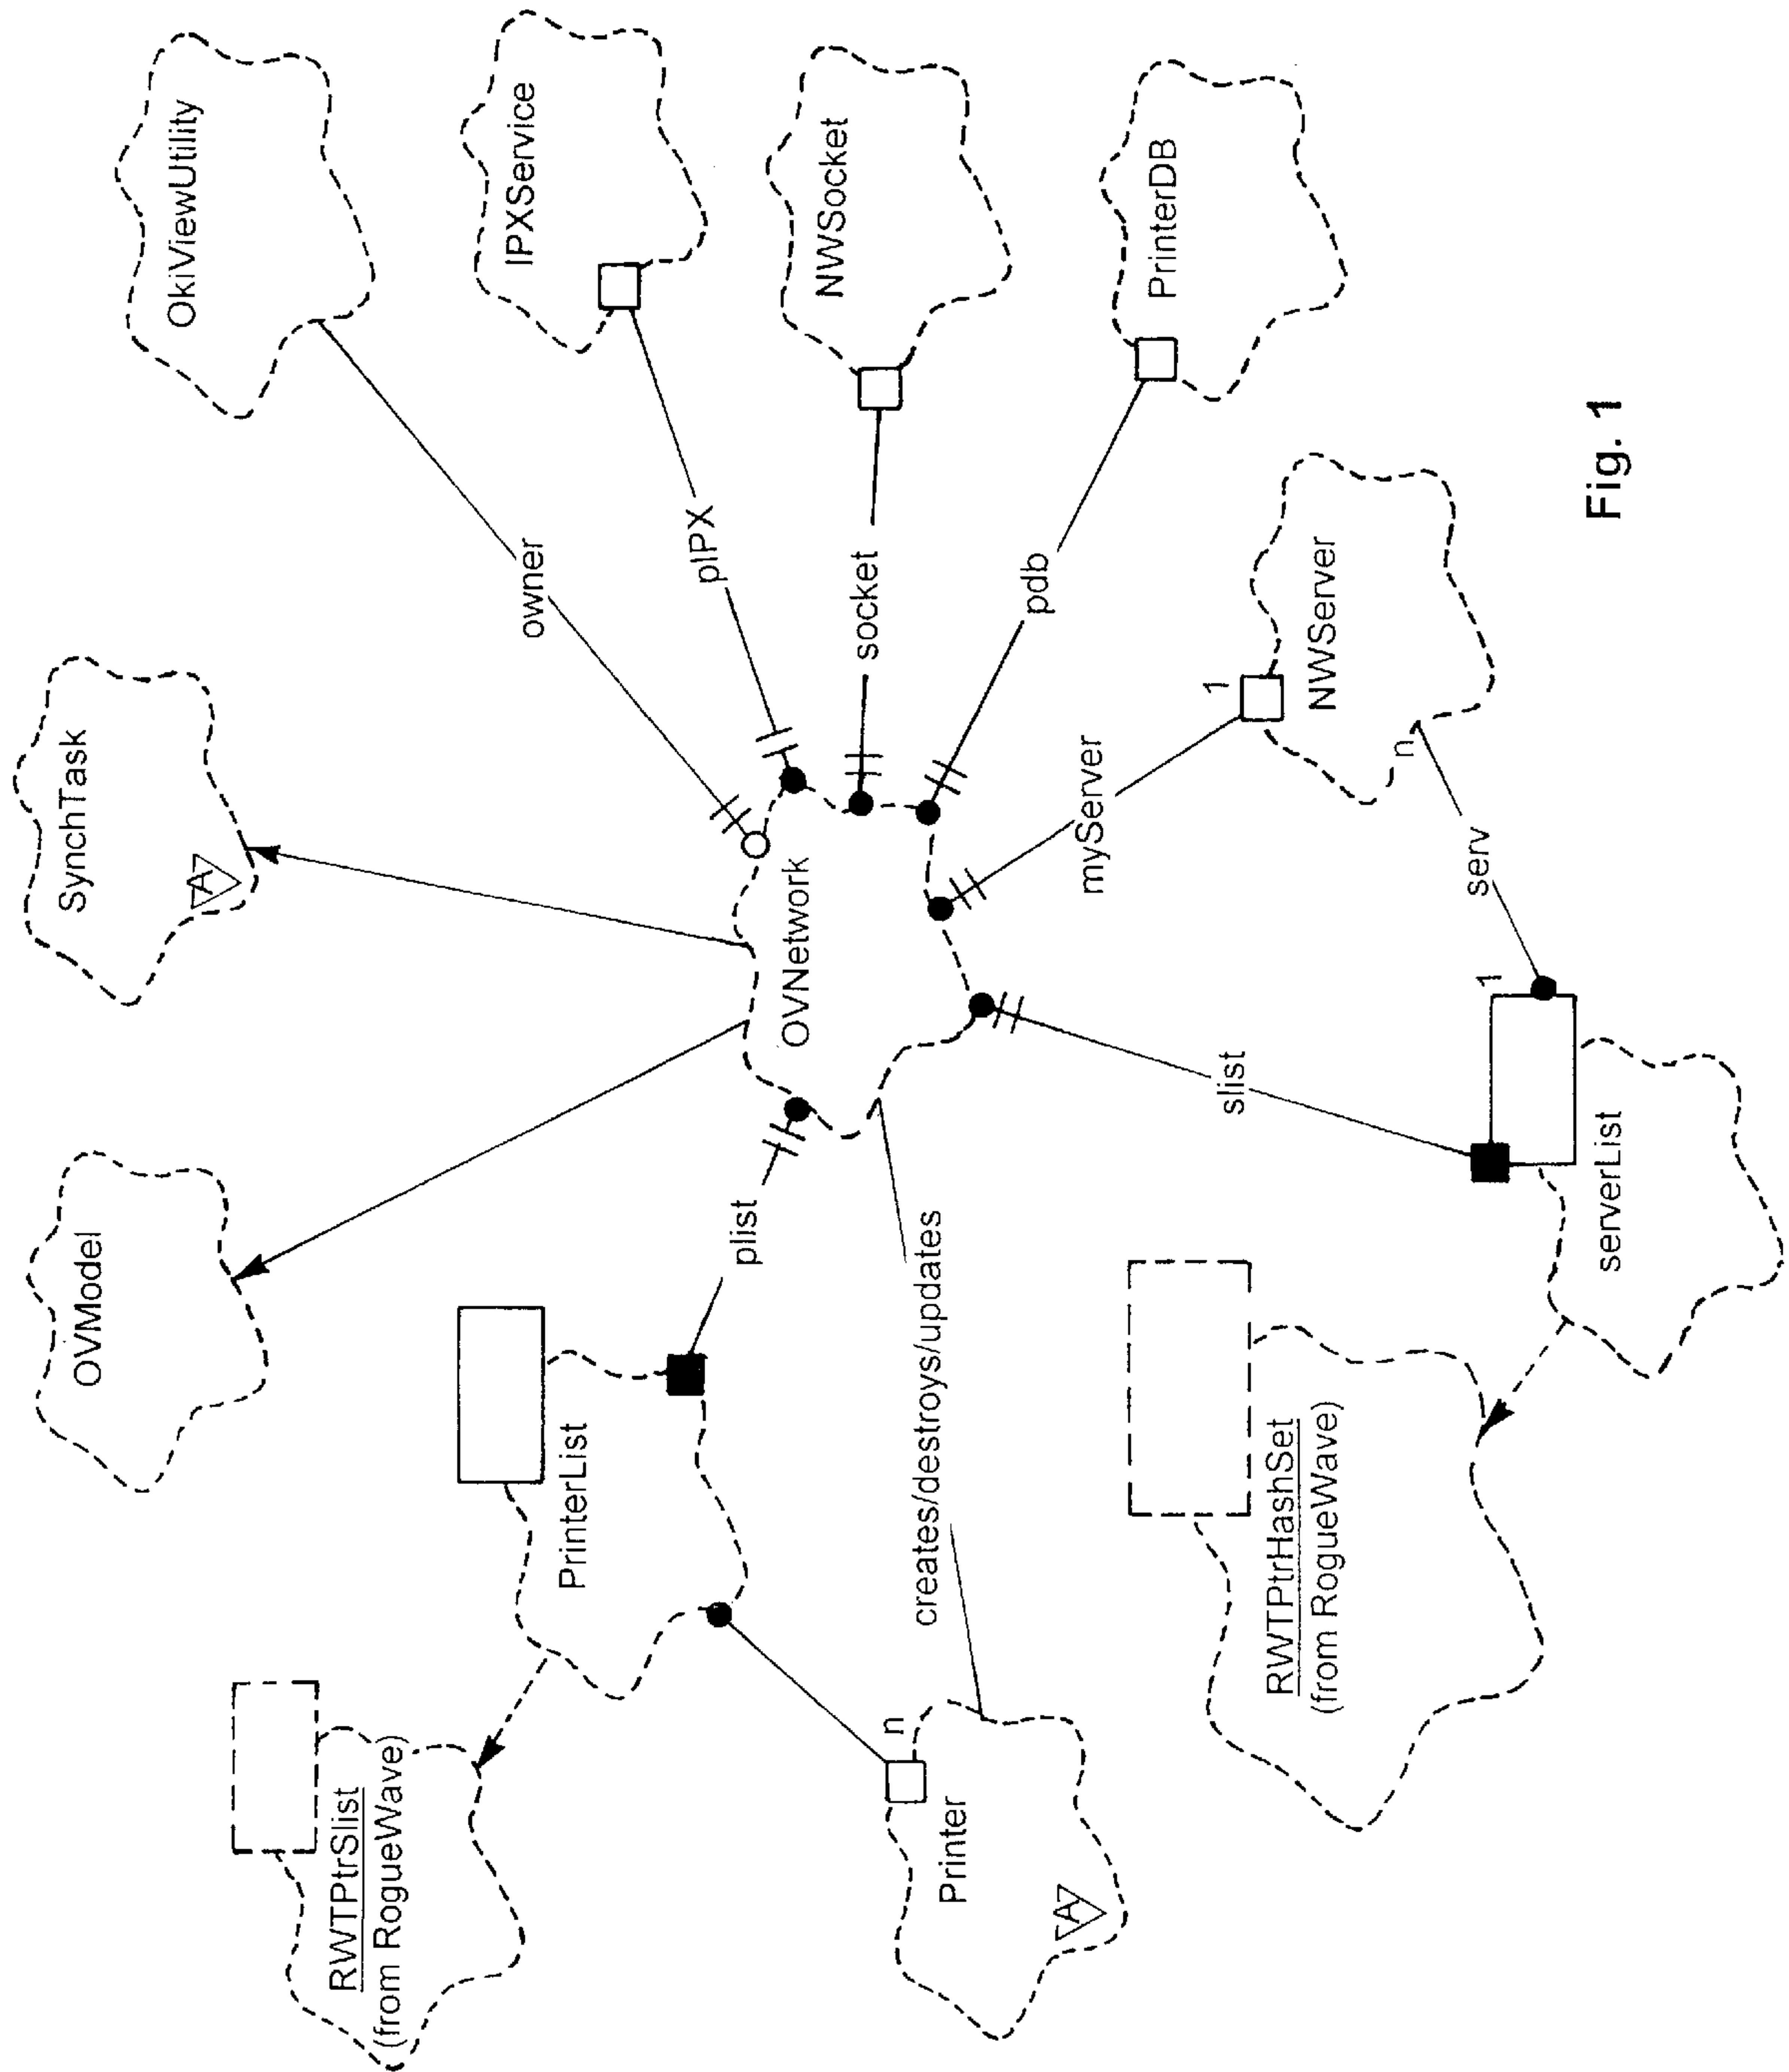 OVModel
SynchTask
OkiViewUtility
RWTPtrSlist
(from RogueWave)
PrinterList
plist
owner
IPXService
pIPX
OVNetwork
NWSocket
socket
Printer
A
n
A
creates/destroys/updates
PrinterDB
pdb
myServer
1
NWServer
n
slist
serv
1
RWTPtrHashSet
(from RogueWave)
serverList
Fig. 1